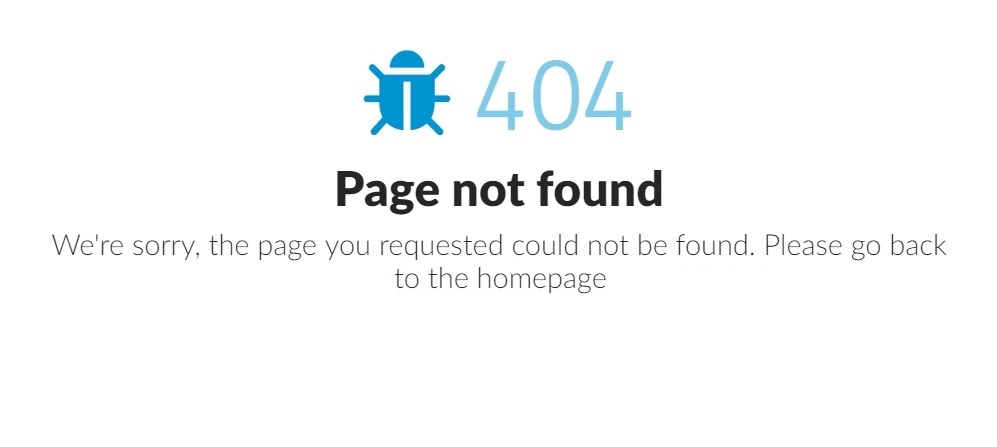 404
Page not found
We're sorry, the page you requested could not be found. Please go back
to the homepage